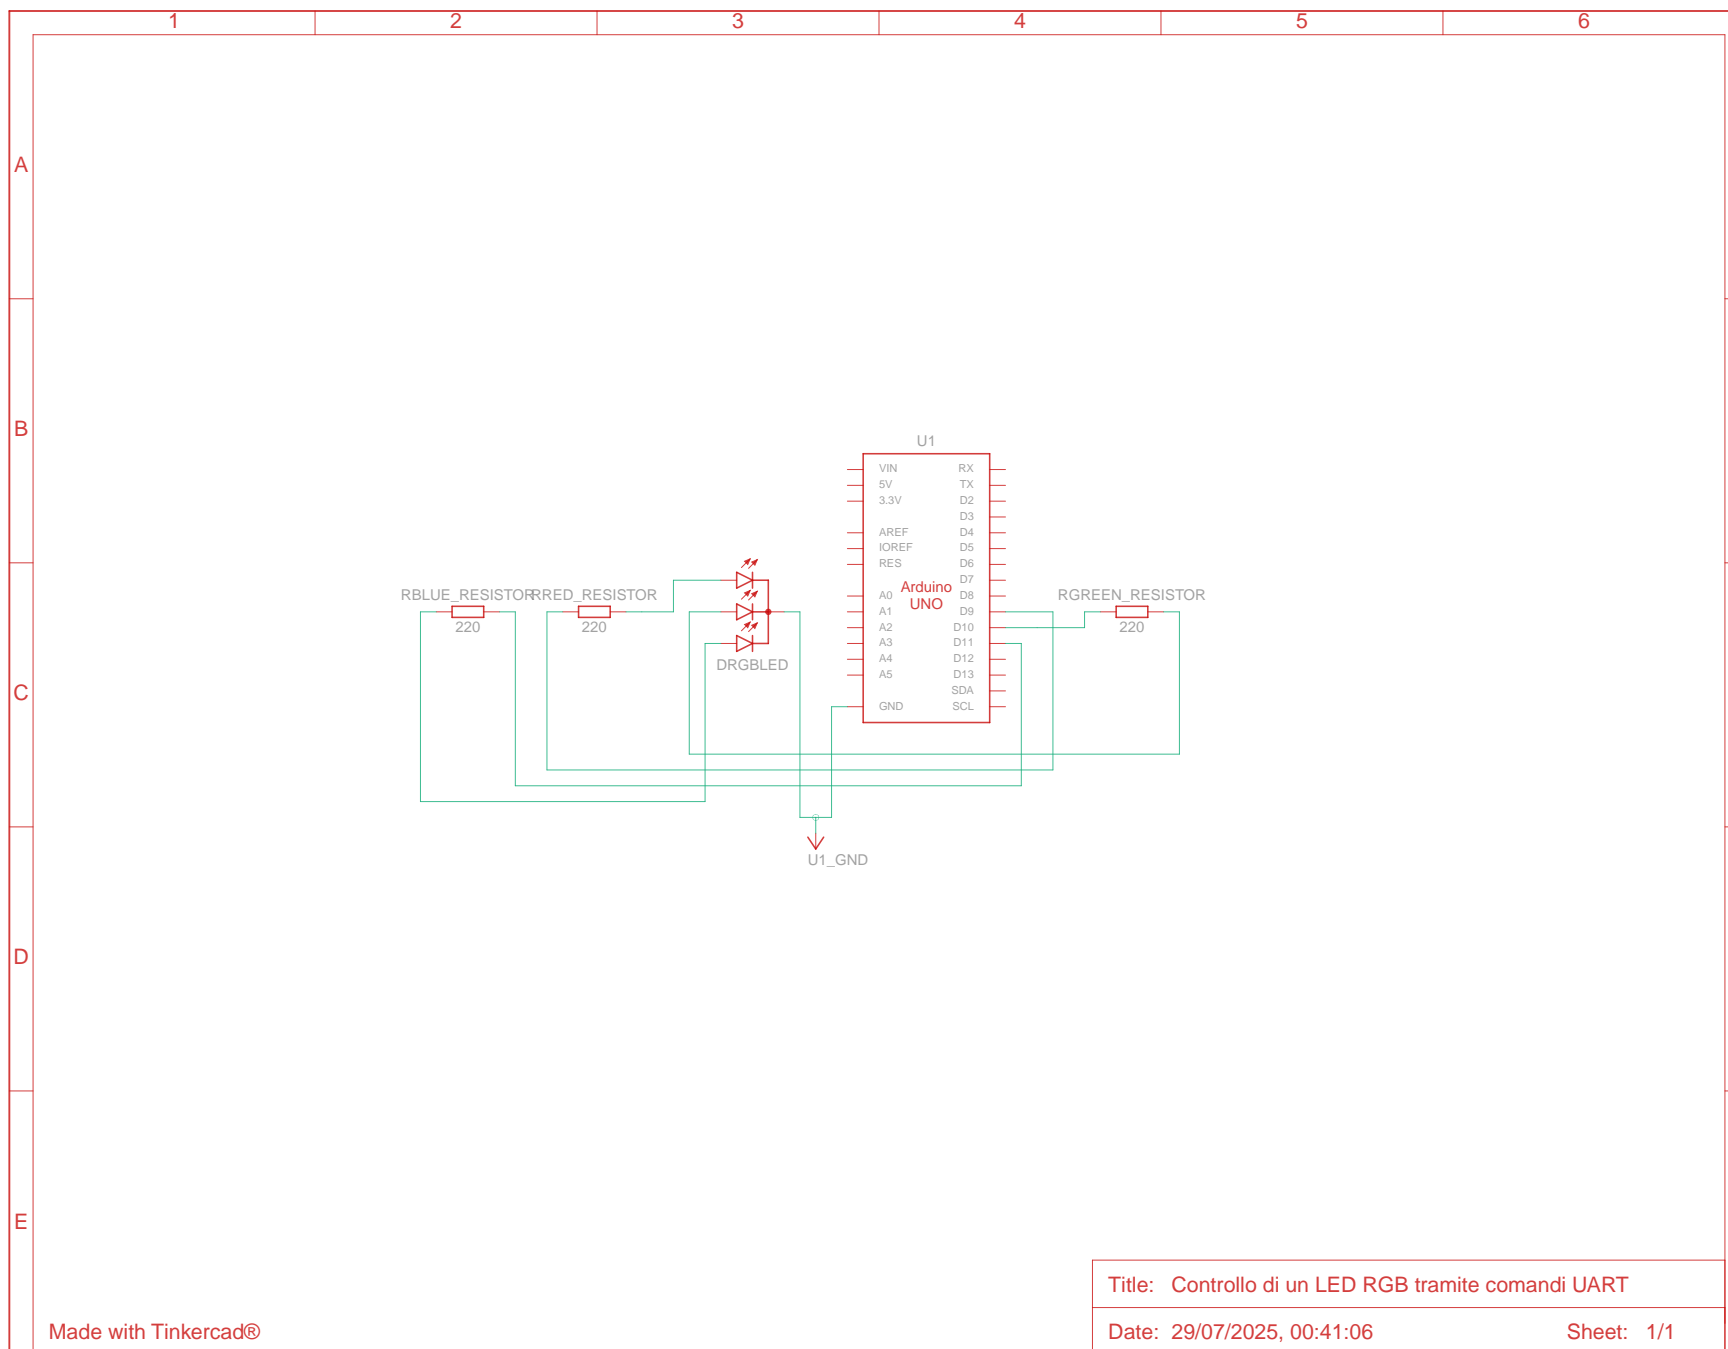 1 2 3 4 5 6
A
B
C
D
E
U1
VIN RX
5V TX
3.3V D2
D3
AREF D4
IOREF D5
RES D6
D7
A0 D8
A1 D9
A2 D10
A3 D11
A4 D12
A5 D13
SDA
GND SCL
Arduino
UNO
RBLUE_RESISTOR
220
RRED_RESISTOR
220
DRGBLED
RGREEN_RESISTOR
220
U1_GND
Title: Controllo di un LED RGB tramite comandi UART
Made with Tinkercad®
Date: 29/07/2025, 00:41:06 Sheet: 1/1